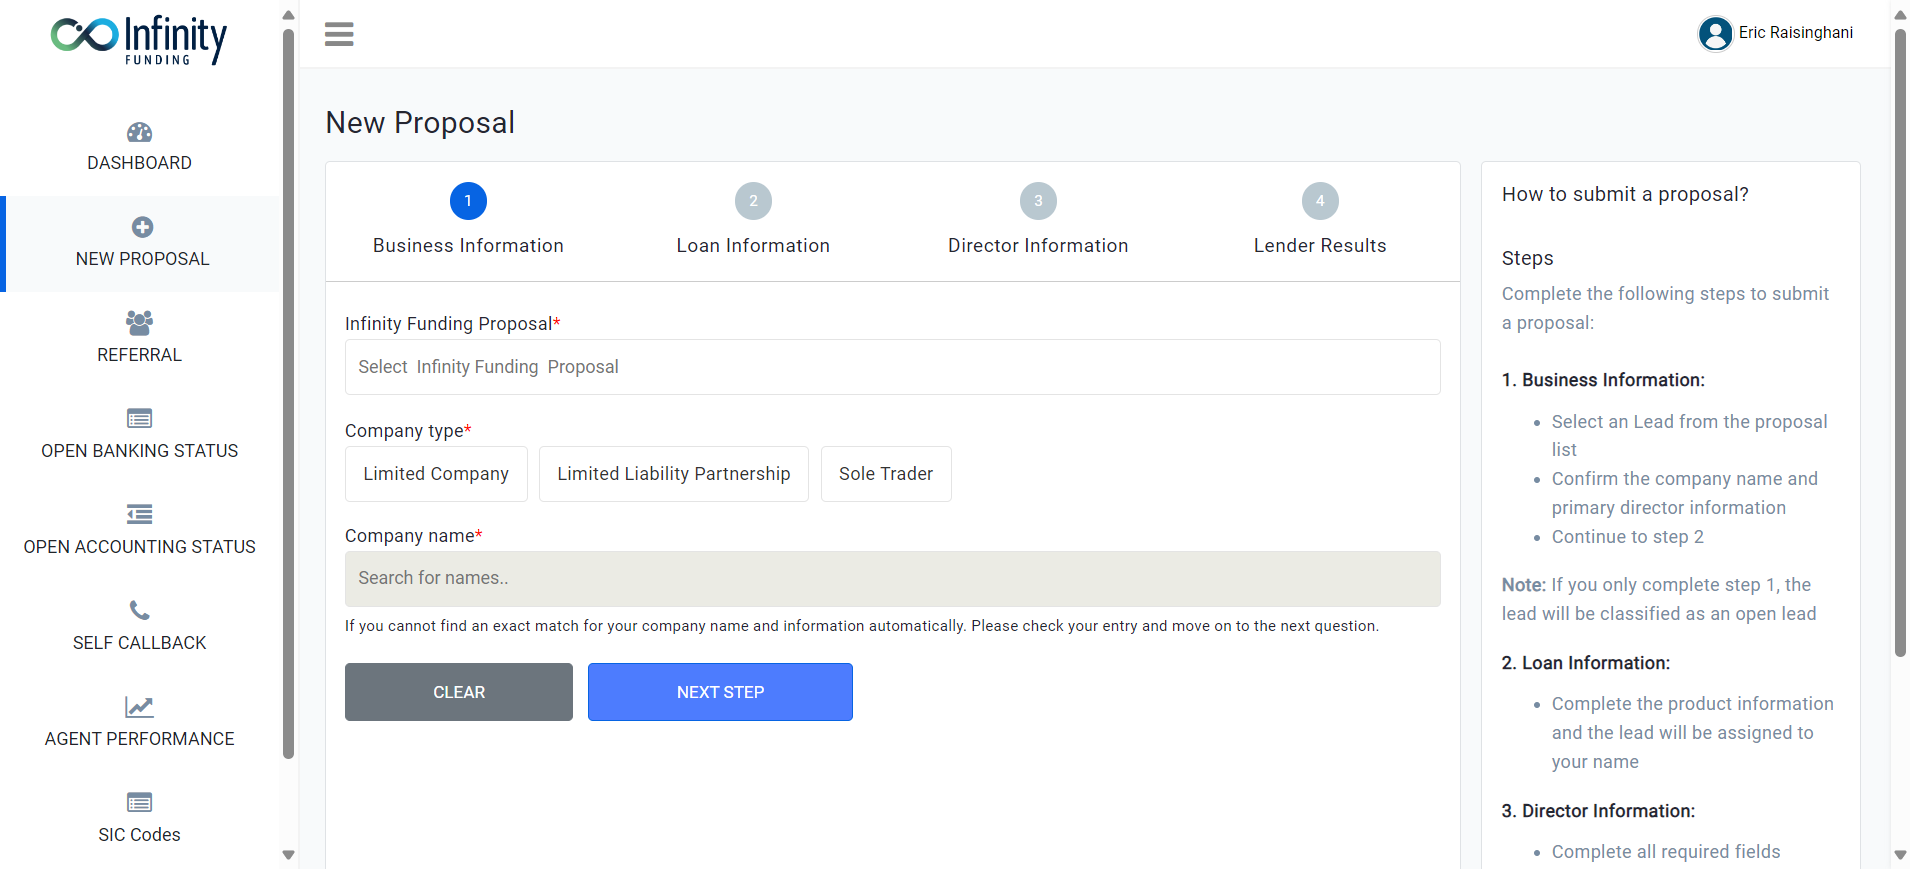 Infinity
FUNDING
DASHBOARD
NEW PROPOSAL
REFERRAL
OPEN BANKING STATUS
OPEN ACCOUNTING STATUS
SELF CALLBACK
AGENT PERFORMANCE
SIC Codes
Eric Raisinghani
New Proposal
1
Business Information
2
Loan Information
3
Director Information
4
Lender Results
Infinity Funding Proposal*
Select Infinity Funding Proposal
Company type*
Limited Company
Limited Liability Partnership
Sole Trader
Company name*
Search for names..
If you cannot find an exact match for your company name and information automatically. Please check your entry and move on to the next question.
CLEAR
NEXT STEP
How to submit a proposal?
Steps
Complete the following steps to submit
a proposal:
1. Business Information:
• Select an Lead from the proposal
list
• Confirm the company name and
primary director information
• Continue to step 2
Note: If you only complete step 1, the
lead will be classified as an open lead
2. Loan Information:
• Complete the product information
and the lead will be assigned to
your name
3. Director Information:
• Complete all required fields